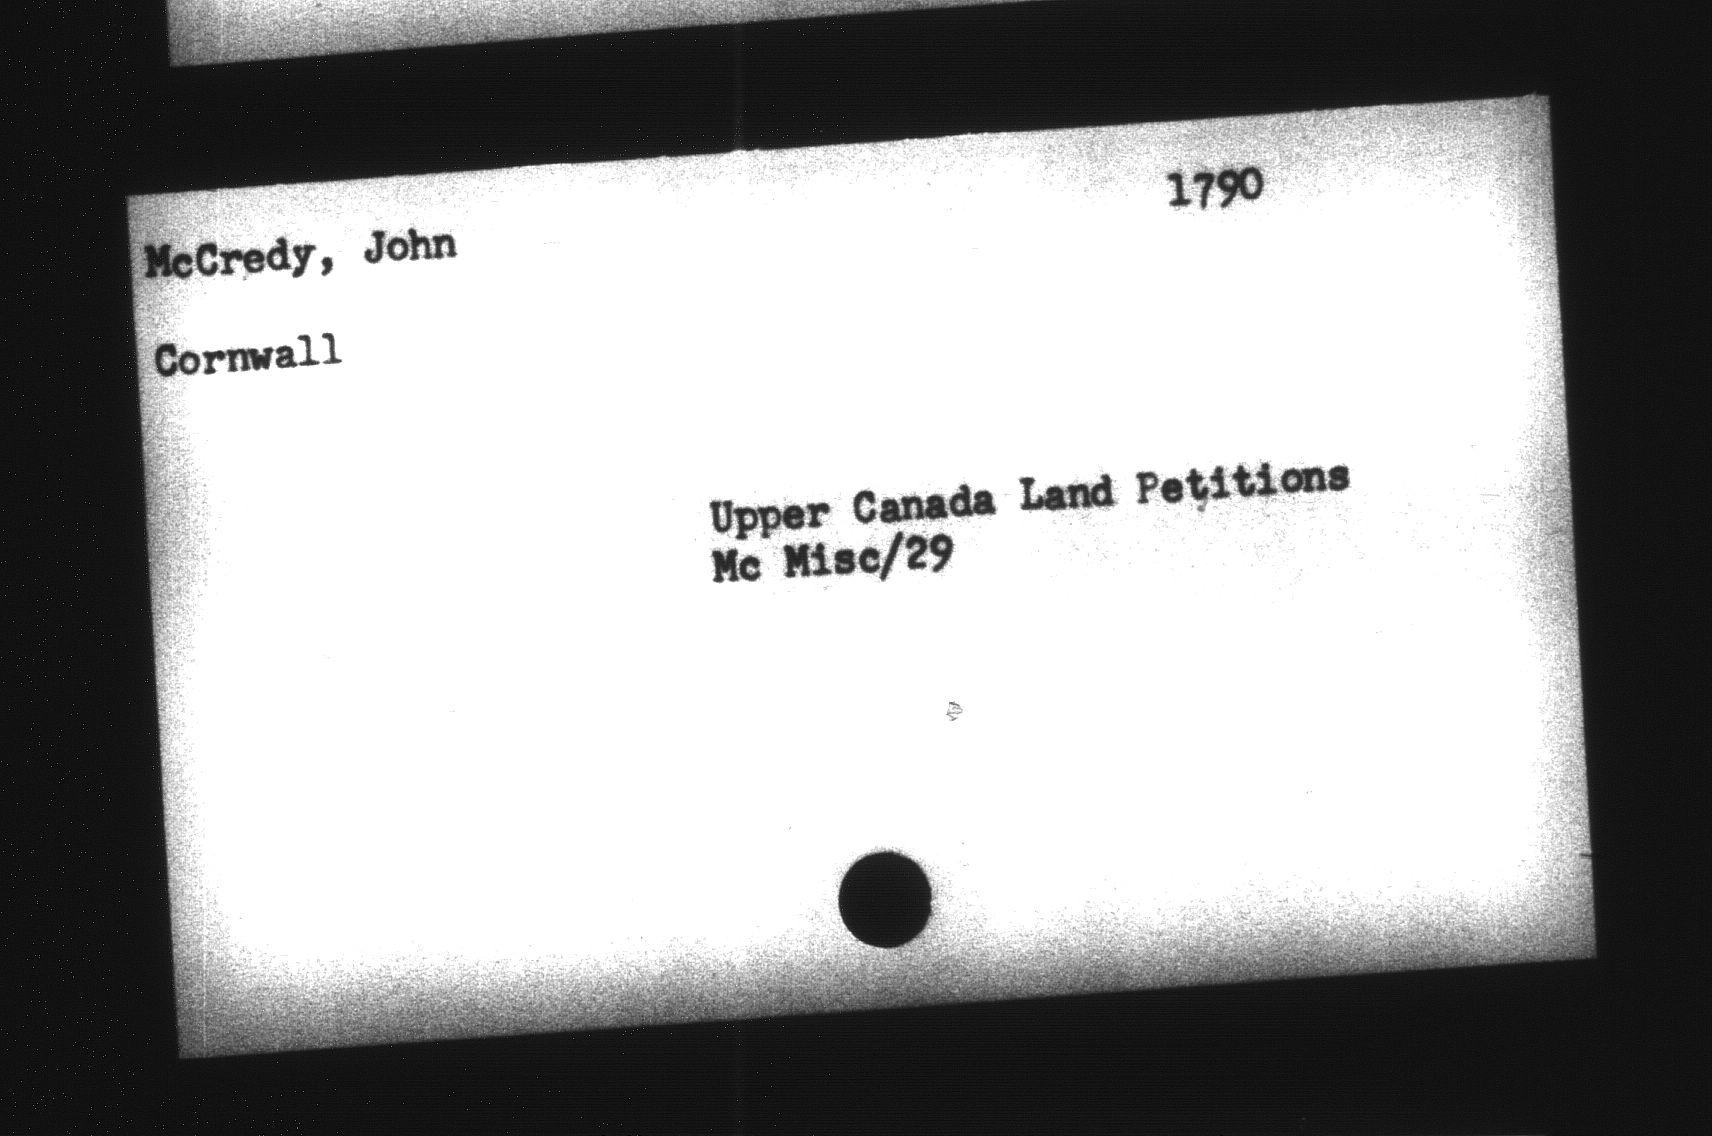 1790
McCredy, John
Cornwall
Upper Canada Land Petitions
Mc Misc/29